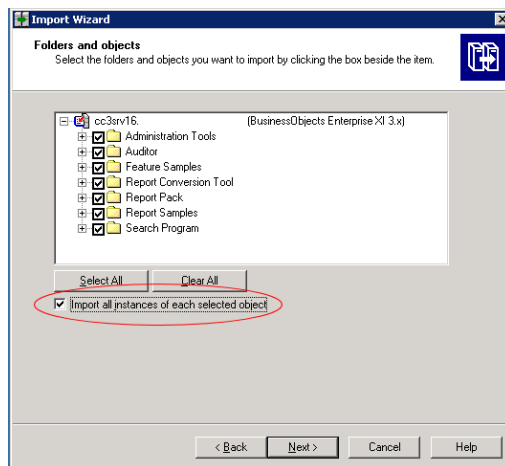 Import Wizard
Folders and objects
Select the folders and objects you want to import by clicking the box beside the item.
cc3srv16. (BusinessObjects Enterprise XI 3.x)
Administration Tools
Auditor
Feature Samples
Report Conversion Tool
Report Pack
Report Samples
Search Program
Select All Clear All
Import all instances of each selected object
< Back Next > Cancel Help